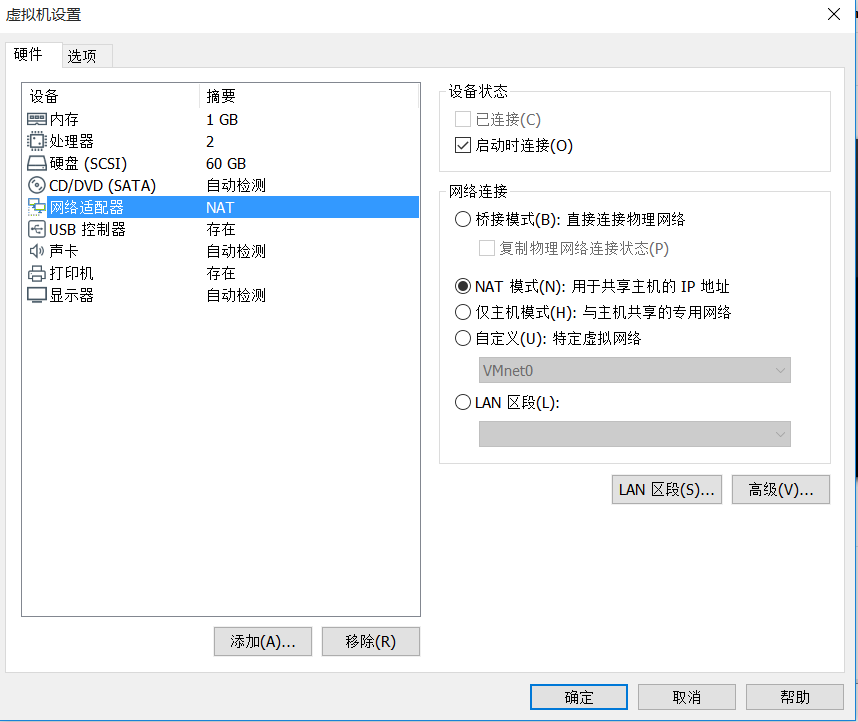 虚拟机设置
硬件 选项
设备 摘要
内存 1 GB
处理器 2
硬盘 (SCSI) 60 GB
CD/DVD (SATA) 自动检测
网络适配器 NAT
USB 控制器 存在
声卡 自动检测
打印机 存在
显示器 自动检测
添加(A)... 移除(R)
设备状态
已连接(C)
启动时连接(O)
网络连接
桥接模式(B): 直接连接物理网络
复制物理网络连接状态(P)
NAT 模式(N): 用于共享主机的 IP 地址
仅主机模式(H): 与主机共享的专用网络
自定义(U): 特定虚拟网络
VMnet0
LAN 区段(L):
LAN 区段(S)... 高级(V)...
确定 取消 帮助